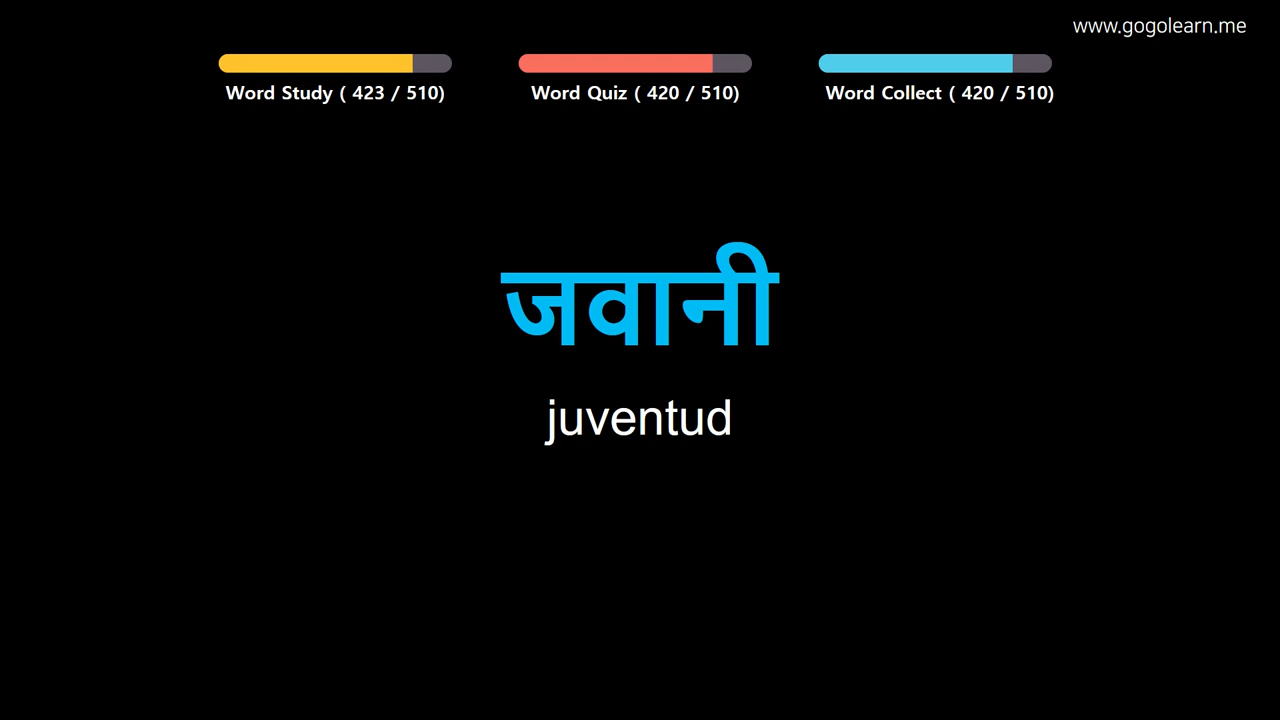 www.gogolearn.me
Word Study ( 423 / 510)
Word Quiz ( 420 / 510)
Word Collect ( 420 / 510)
जवानी
juventud